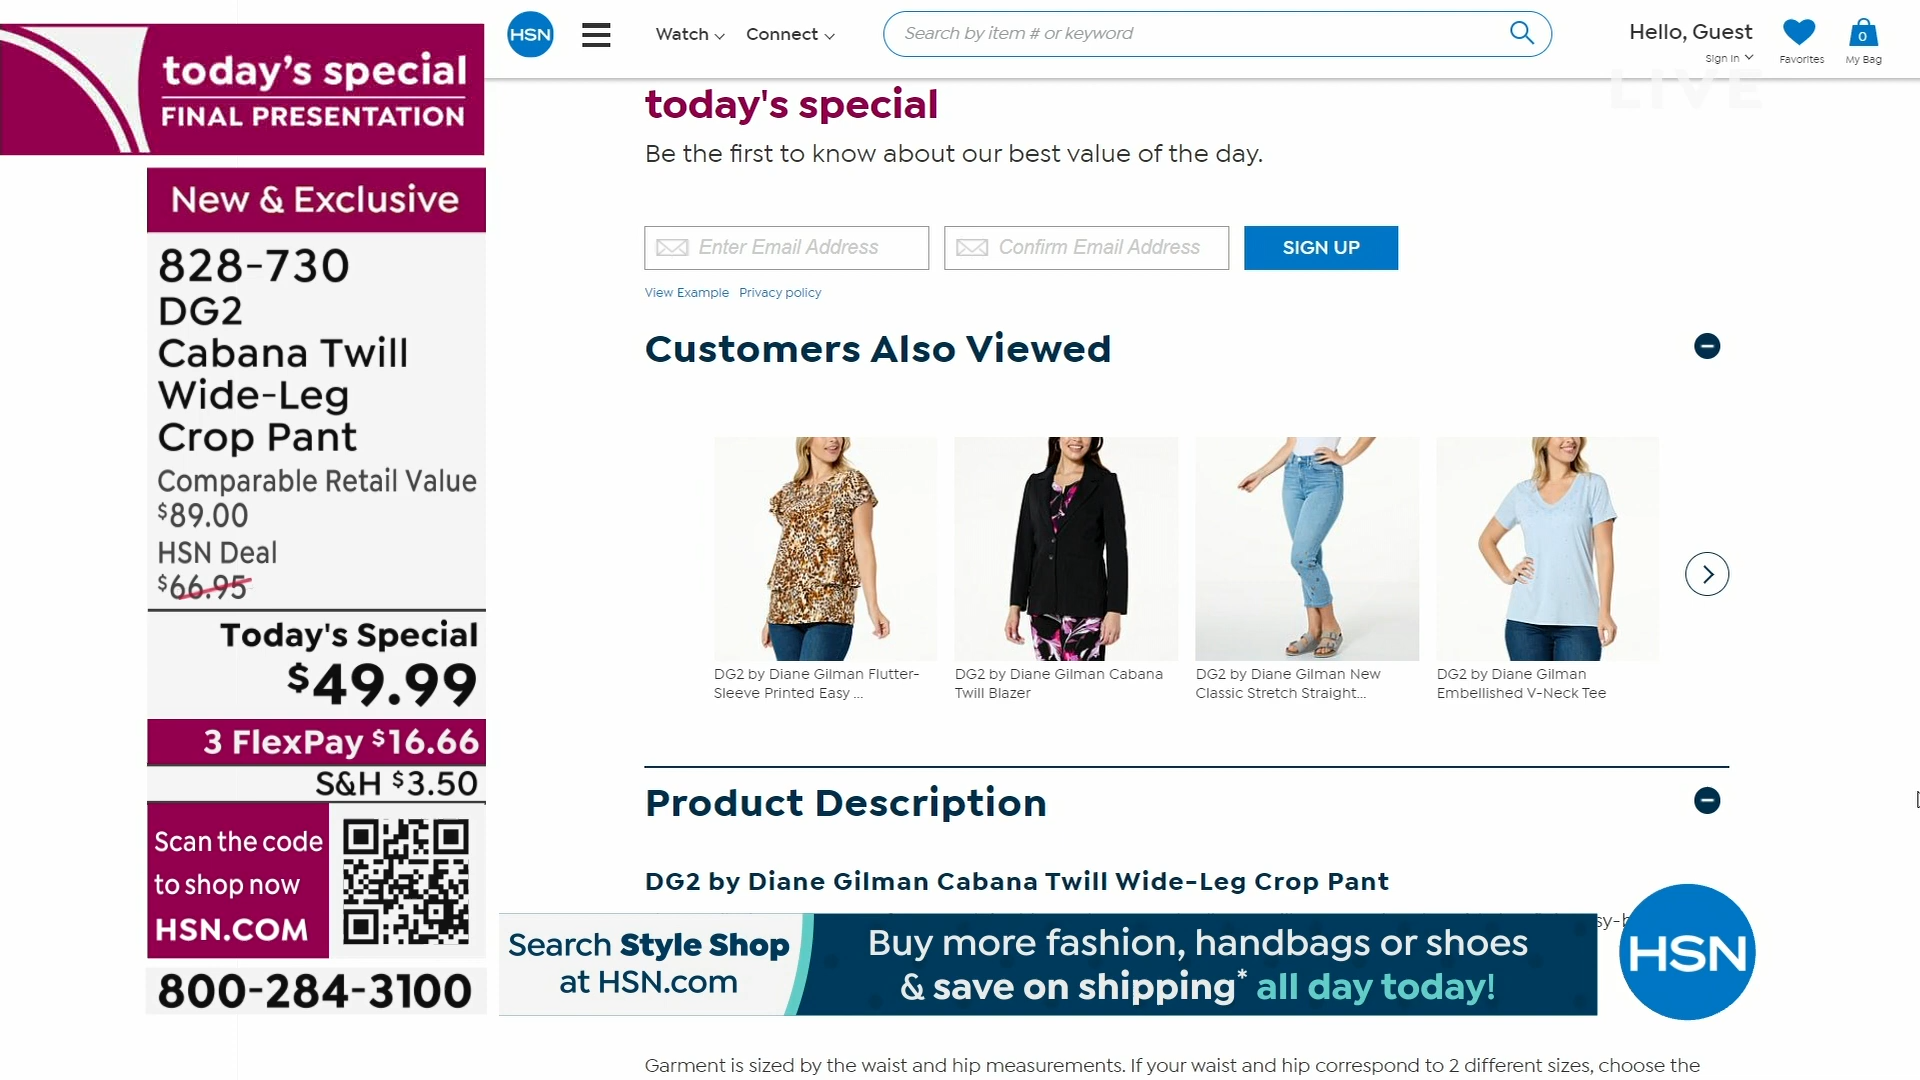 today's special
FINAL PRESENTATION
New & Exclusive
828-730
DG2
Cabana Twill
Wide-Leg
Crop Pant
Comparable Retail Value
$89.00
HSN Deal
$66.95
Today's Special
$49.99
3 FlexPay $16.66
S&H $3.50
Scan the code
to shop now
HSN.COM
800-284-3100
HSN
Watch
Connect
Search by item # or keyword
Hello, Guest
Sign In
Favorites
0
My Bag
LIVE
today's special
Be the first to know about our best value of the day.
Enter Email Address
Confirm Email Address
SIGN UP
View Example Privacy policy
Customers Also Viewed
DG2 by Diane Gilman Flutter-
Sleeve Printed Easy ...
DG2 by Diane Gilman Cabana
Twill Blazer
DG2 by Diane Gilman New
Classic Stretch Straight...
DG2 by Diane Gilman
Embellished V-Neck Tee
Product Description
DG2 by Diane Gilman Cabana Twill Wide-Leg Crop Pant
Search Style Shop
at HSN.com
Buy more fashion, handbags or shoes
& save on shipping* all day today!
HSN
Garment is sized by the waist and hip measurements. If your waist and hip correspond to 2 different sizes, choose the